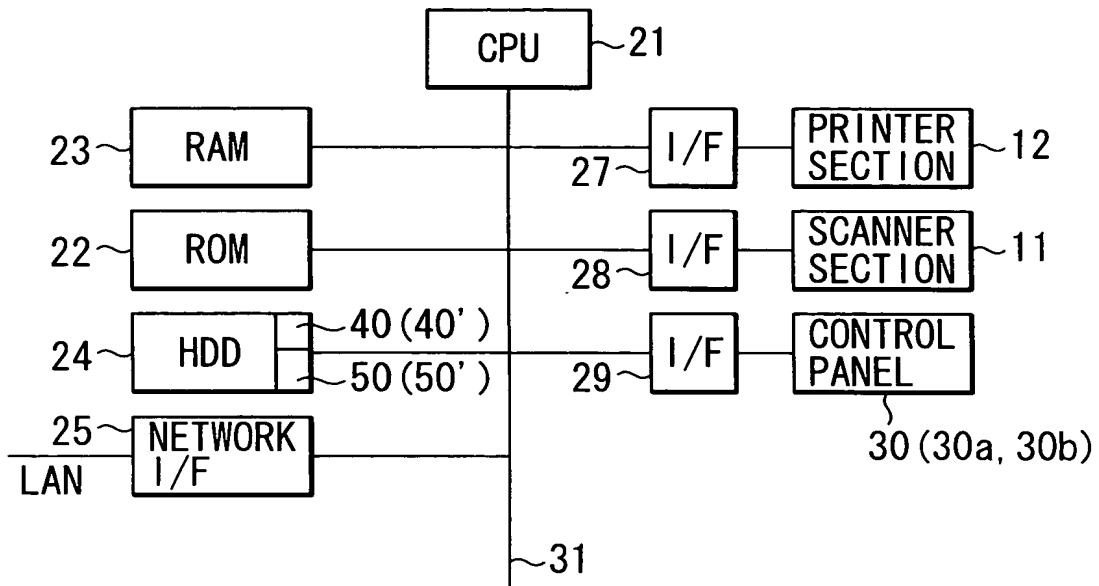 CPU
21
23
RAM
I/F
27
PRINTER
SECTION
12
22
ROM
I/F
28
SCANNER
SECTION
11
24
HDD
40(40')
50(50')
I/F
29
CONTROL
PANEL
30(30a, 30b)
25
NETWORK
I/F
LAN
31